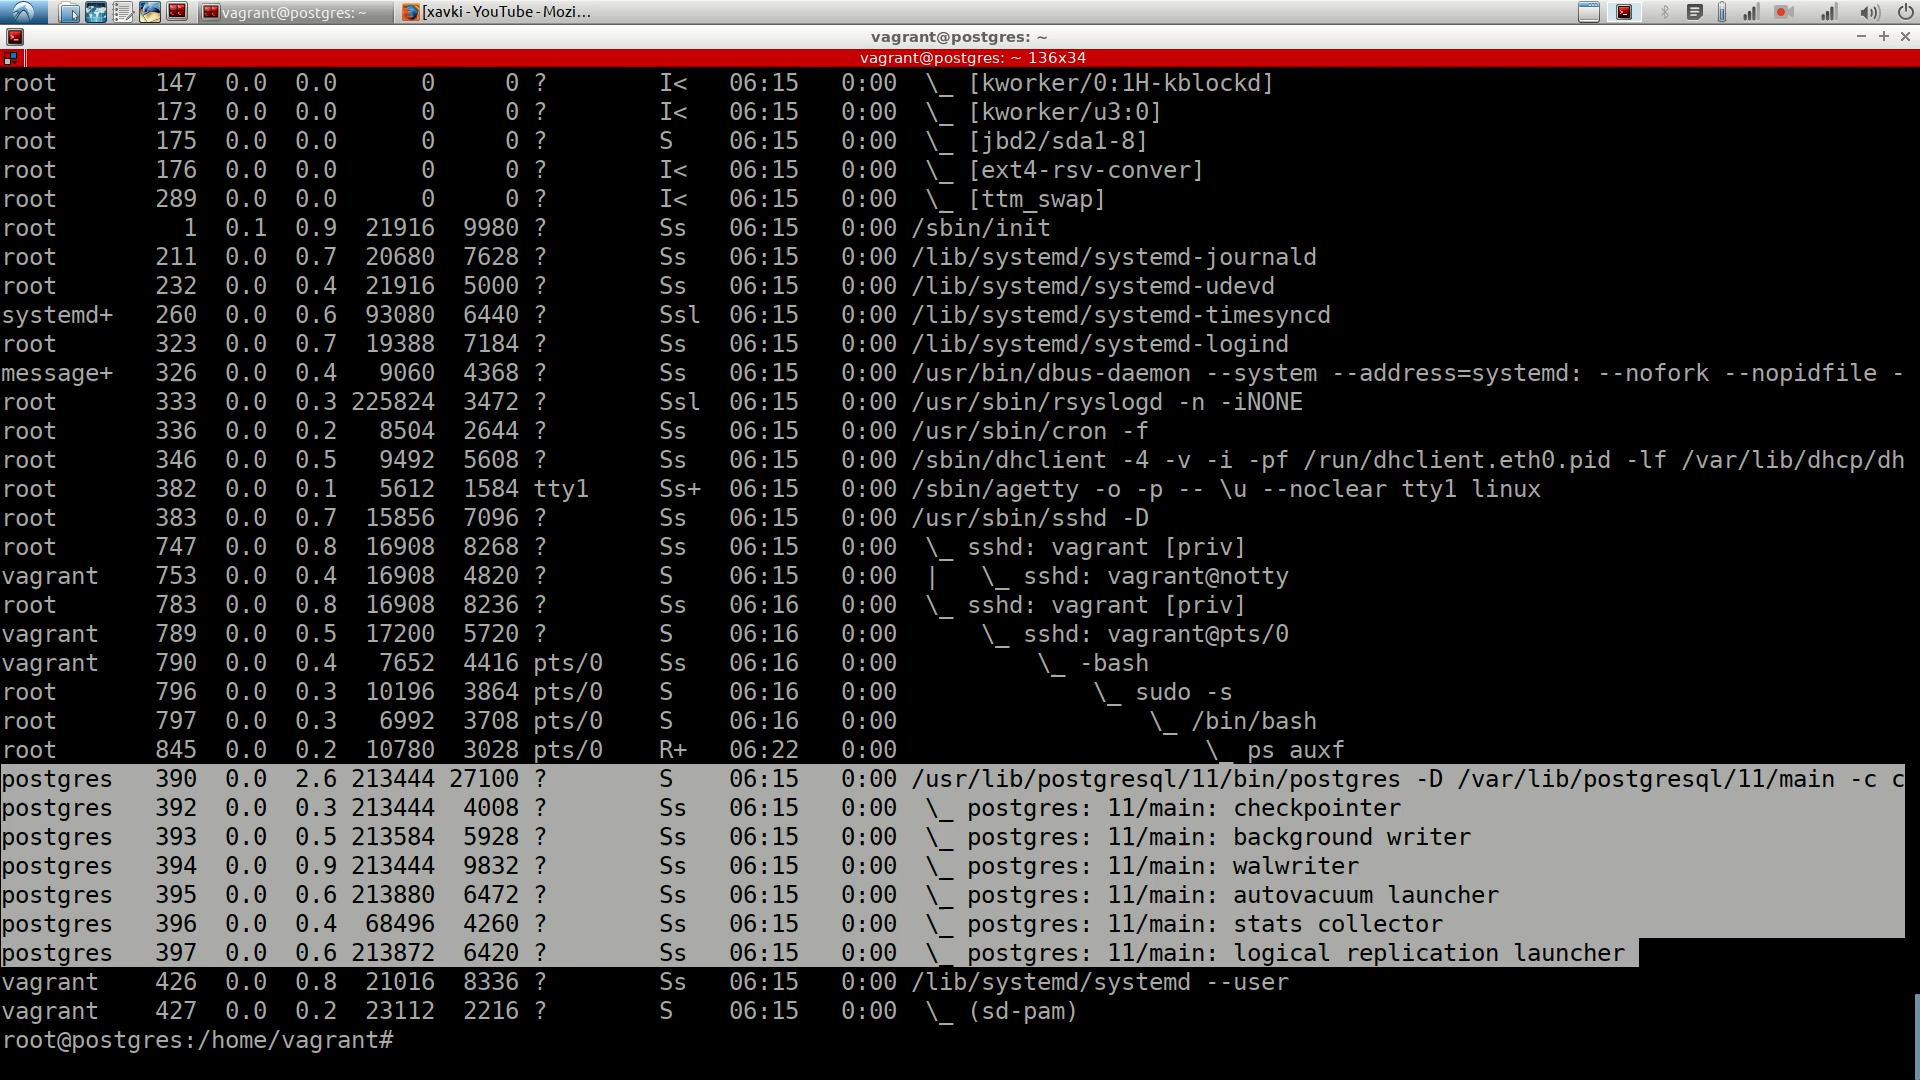 vagrant@postgres: ~
[xavki - YouTube - Mozi...
vagrant@postgres: ~
vagrant@postgres: ~ 136x34
root       147  0.0  0.0      0     0 ?        I<   06:15   0:00  \_ [kworker/0:1H-kblockd]
root       173  0.0  0.0      0     0 ?        I<   06:15   0:00  \_ [kworker/u3:0]
root       175  0.0  0.0      0     0 ?        S    06:15   0:00  \_ [jbd2/sda1-8]
root       176  0.0  0.0      0     0 ?        I<   06:15   0:00  \_ [ext4-rsv-conver]
root       289  0.0  0.0      0     0 ?        I<   06:15   0:00  \_ [ttm_swap]
root         1  0.1  0.9  21916  9980 ?        Ss   06:15   0:00 /sbin/init
root       211  0.0  0.7  20680  7628 ?        Ss   06:15   0:00 /lib/systemd/systemd-journald
root       232  0.0  0.4  21916  5000 ?        Ss   06:15   0:00 /lib/systemd/systemd-udevd
systemd+   260  0.0  0.6  93080  6440 ?        Ssl  06:15   0:00 /lib/systemd/systemd-timesyncd
root       323  0.0  0.7  19388  7184 ?        Ss   06:15   0:00 /lib/systemd/systemd-logind
message+   326  0.0  0.4   9060  4368 ?        Ss   06:15   0:00 /usr/bin/dbus-daemon --system --address=systemd: --nofork --nopidfile -
root       333  0.0  0.3 225824  3472 ?        Ssl  06:15   0:00 /usr/sbin/rsyslogd -n -iNONE
root       336  0.0  0.2   8504  2644 ?        Ss   06:15   0:00 /usr/sbin/cron -f
root       346  0.0  0.5   9492  5608 ?        Ss   06:15   0:00 /sbin/dhclient -4 -v -i -pf /run/dhclient.eth0.pid -lf /var/lib/dhcp/dh
root       382  0.0  0.1   5612  1584 tty1     Ss+  06:15   0:00 /sbin/agetty -o -p -- \u --noclear tty1 linux
root       383  0.0  0.7  15856  7096 ?        Ss   06:15   0:00 /usr/sbin/sshd -D
root       747  0.0  0.8  16908  8268 ?        Ss   06:15   0:00  \_ sshd: vagrant [priv]
vagrant    753  0.0  0.4  16908  4820 ?        S    06:15   0:00  |   \_ sshd: vagrant@notty
root       783  0.0  0.8  16908  8236 ?        Ss   06:16   0:00  \_ sshd: vagrant [priv]
vagrant    789  0.0  0.5  17200  5720 ?        S    06:16   0:00      \_ sshd: vagrant@pts/0
vagrant    790  0.0  0.4   7652  4416 pts/0    Ss   06:16   0:00          \_ -bash
root       796  0.0  0.3  10196  3864 pts/0    S    06:16   0:00              \_ sudo -s
root       797  0.0  0.3   6992  3708 pts/0    S    06:16   0:00                  \_ /bin/bash
root       845  0.0  0.2  10780  3028 pts/0    R+   06:22   0:00                      \_ ps auxf
postgres   390  0.0  2.6 213444 27100 ?        S    06:15   0:00 /usr/lib/postgresql/11/bin/postgres -D /var/lib/postgresql/11/main -c c
postgres   392  0.0  0.3 213444  4008 ?        Ss   06:15   0:00  \_ postgres: 11/main: checkpointer
postgres   393  0.0  0.5 213584  5928 ?        Ss   06:15   0:00  \_ postgres: 11/main: background writer
postgres   394  0.0  0.9 213444  9832 ?        Ss   06:15   0:00  \_ postgres: 11/main: walwriter
postgres   395  0.0  0.6 213880  6472 ?        Ss   06:15   0:00  \_ postgres: 11/main: autovacuum launcher
postgres   396  0.0  0.4  68496  4260 ?        Ss   06:15   0:00  \_ postgres: 11/main: stats collector
postgres   397  0.0  0.6 213872  6420 ?        Ss   06:15   0:00  \_ postgres: 11/main: logical replication launcher
vagrant    426  0.0  0.8  21016  8336 ?        Ss   06:15   0:00 /lib/systemd/systemd --user
vagrant    427  0.0  0.2  23112  2216 ?        S    06:15   0:00  \_ (sd-pam)
root@postgres:/home/vagrant#